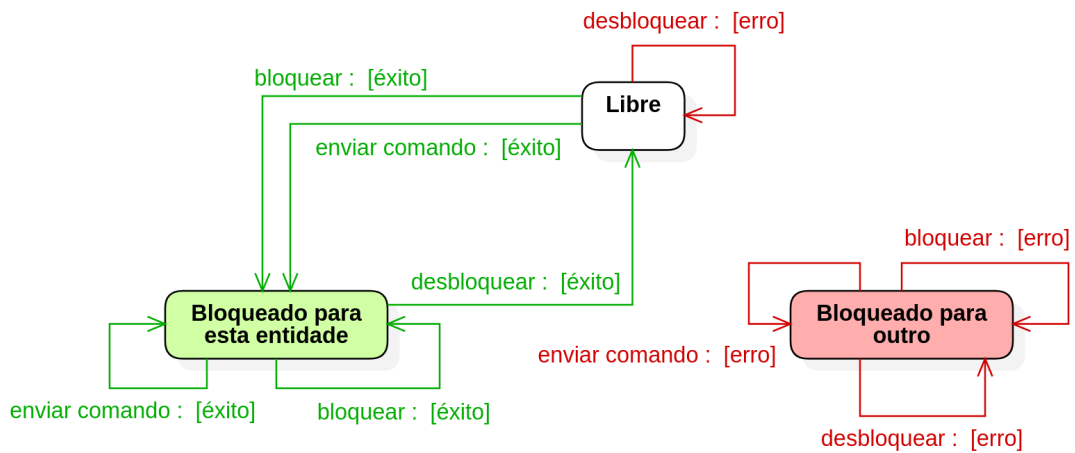 desbloquear :  [erro]
bloquear :  [éxito]
Libre
enviar comando :  [éxito]
bloquear :  [erro]
desbloquear :  [éxito]
Bloqueado para
esta entidade
Bloqueado para
outro
enviar comando :  [erro]
enviar comando :  [éxito]
bloquear :  [éxito]
desbloquear :  [erro]